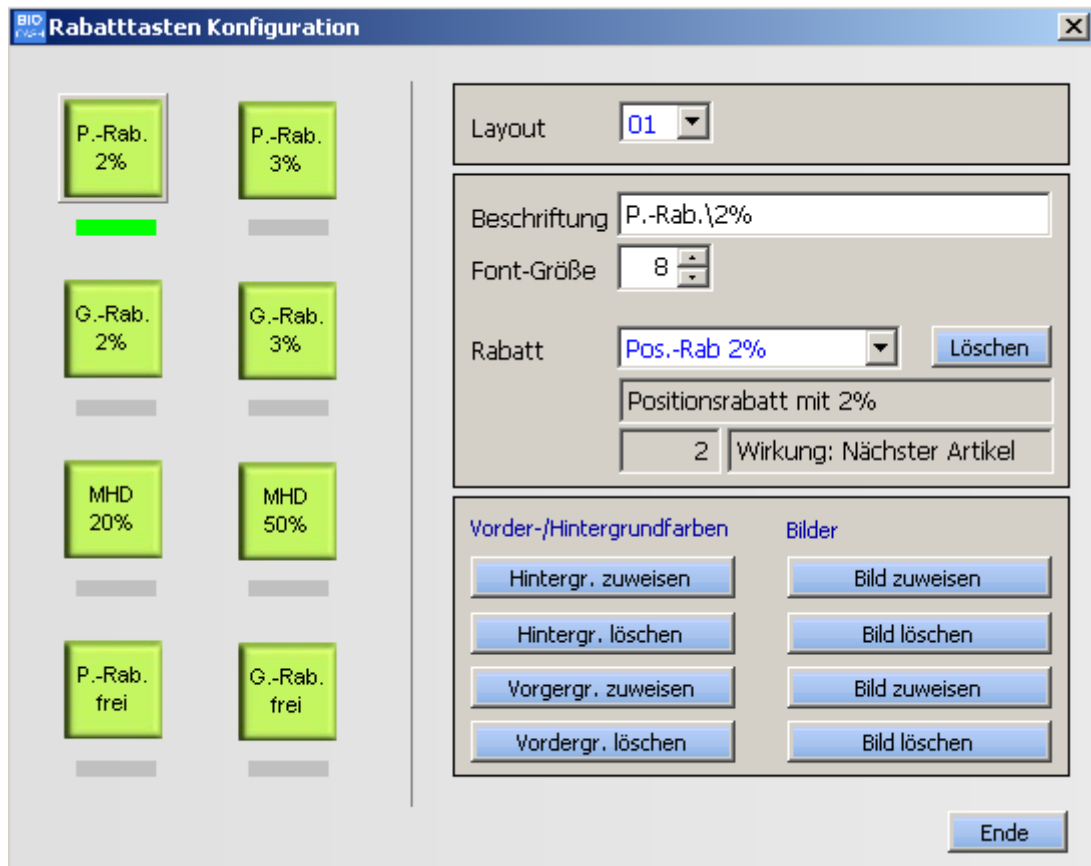 BIO
CASH
Rabatttasten Konfiguration
P.-Rab.
2%
P.-Rab.
3%
G.-Rab.
2%
G.-Rab.
3%
MHD
20%
MHD
50%
P.-Rab.
frei
G.-Rab.
frei
Layout 01
Beschriftung P.-Rab.\2%
Font-Größe 8
Rabatt Pos.-Rab 2% Löschen
Positionsrabatt mit 2%
2 Wirkung: Nächster Artikel
Vorder-/Hintergrundfarben Bilder
Hintergr. zuweisen Bild zuweisen
Hintergr. löschen Bild löschen
Vorgergr. zuweisen Bild zuweisen
Vordergr. löschen Bild löschen
Ende